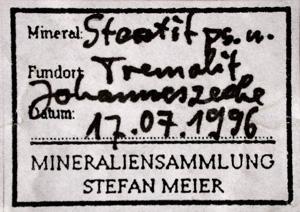 Mineral: Steatit ps. n.
Fundort Tremolit
Johanneszeche
Datum: 17.07.1996
MINERALIENSAMMLUNG
STEFAN MEIER